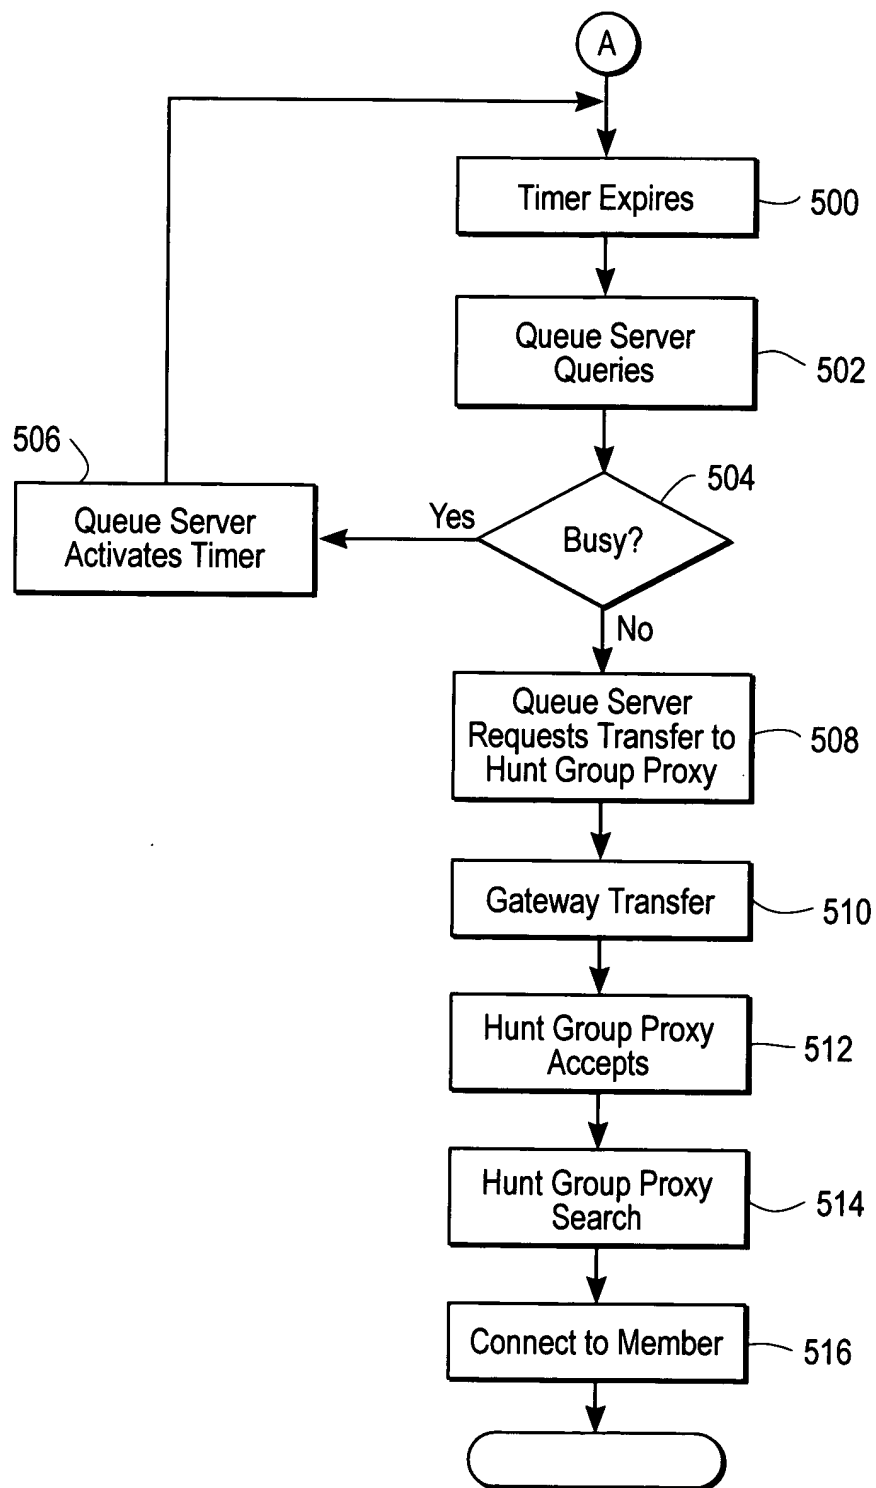 A
Timer Expires
500
Queue Server
Queries
502
506
504
Queue Server
Activates Timer
Yes
Busy?
No
Queue Server
Requests Transfer to
Hunt Group Proxy
508
Gateway Transfer
510
Hunt Group Proxy
Accepts
512
Hunt Group Proxy
Search
514
Connect to Member
516